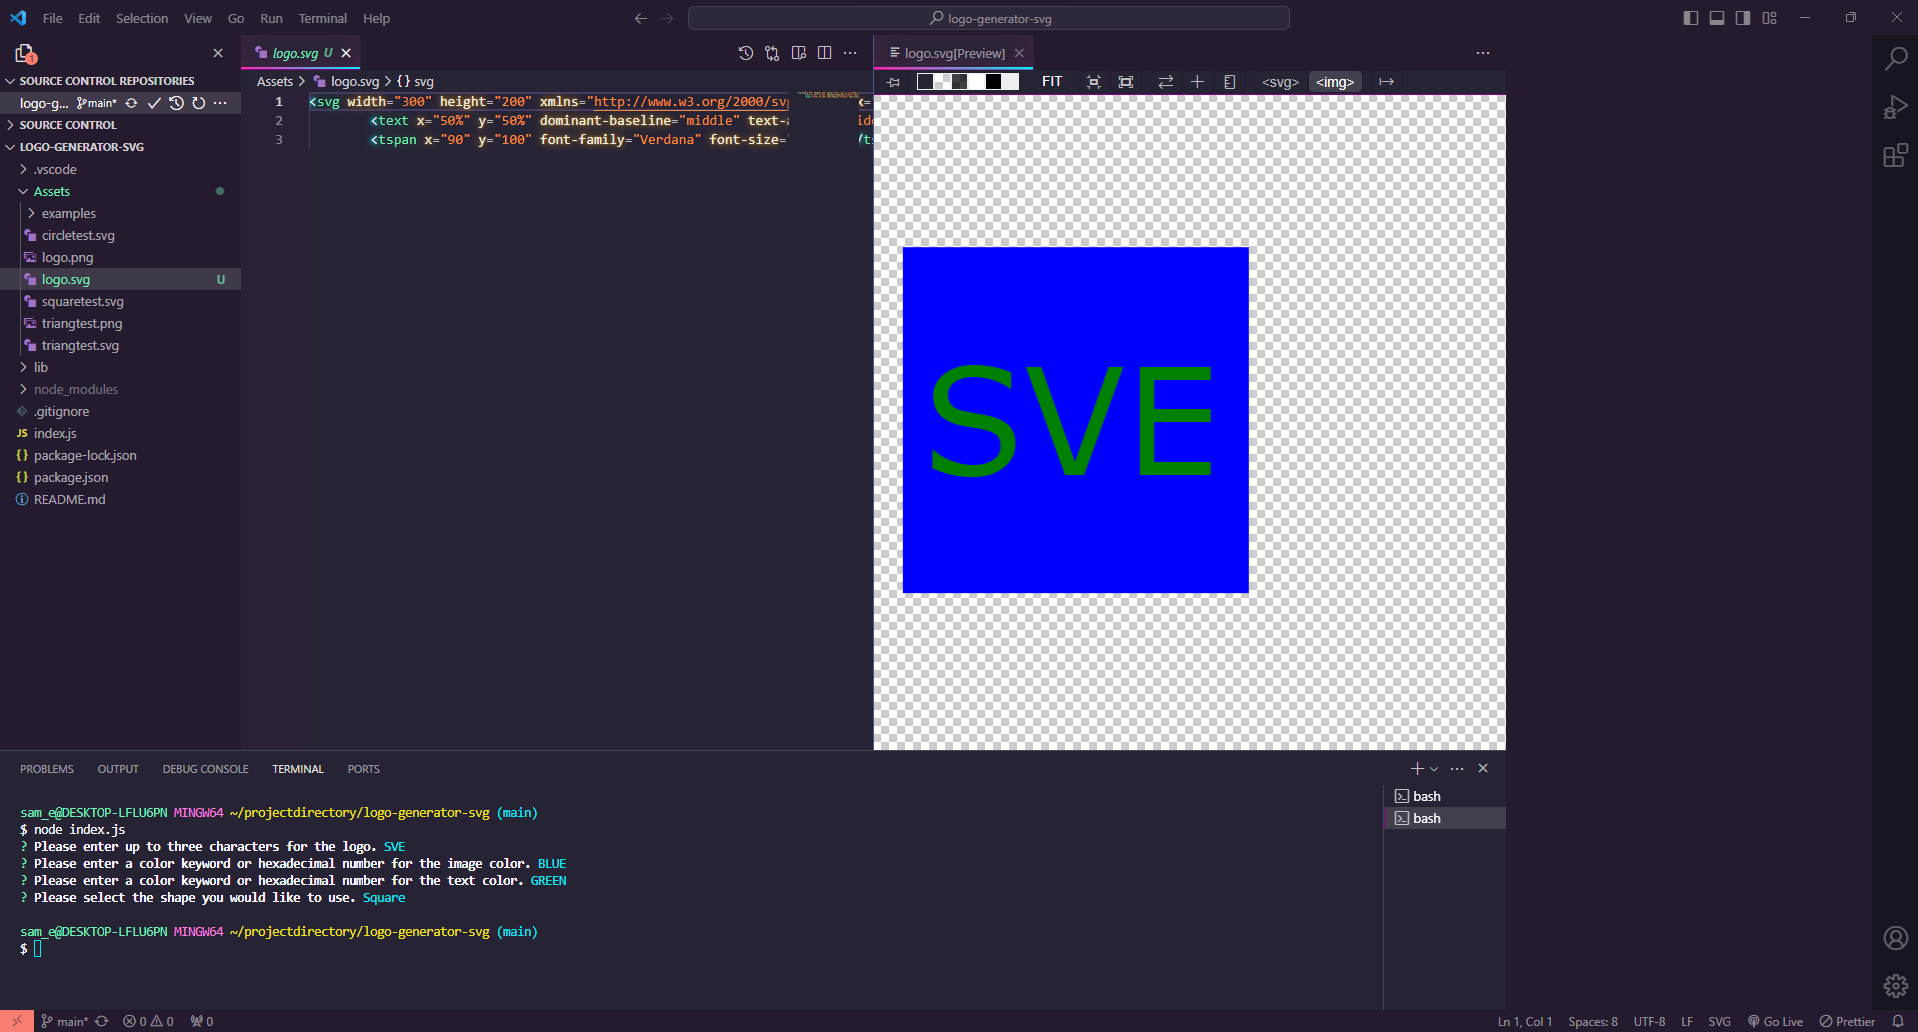 File Edit Selection View Go Run Terminal Help
logo-generator-svg
1
SOURCE CONTROL REPOSITORIES
logo-g... main*
SOURCE CONTROL
LOGO-GENERATOR-SVG
.vscode
Assets
examples
circletest.svg
logo.png
logo.svg U
squaretest.svg
triangtest.png
triangtest.svg
lib
node_modules
.gitignore
JS index.js
{} package-lock.json
{} package.json
README.md
logo.svg U
Assets > logo.svg > {} svg
1 <svg width="300" height="200" xmlns="http://www.w3.org/2000/svg
2 <text x="50%" y="50%" dominant-baseline="middle" text-a
3 <tspan x="90" y="100" font-family="Verdana" font-size="
logo.svg[Preview]
FIT <svg> <img>
SVE
PROBLEMS OUTPUT DEBUG CONSOLE TERMINAL PORTS
sam_e@DESKTOP-LFLU6PN MINGW64 ~/projectdirectory/logo-generator-svg (main)
$ node index.js
? Please enter up to three characters for the logo. SVE
? Please enter a color keyword or hexadecimal number for the image color. BLUE
? Please enter a color keyword or hexadecimal number for the text color. GREEN
? Please select the shape you would like to use. Square
sam_e@DESKTOP-LFLU6PN MINGW64 ~/projectdirectory/logo-generator-svg (main)
$
bash
bash
main* 0 0 0
Ln 1, Col 1 Spaces: 8 UTF-8 LF SVG Go Live Prettier